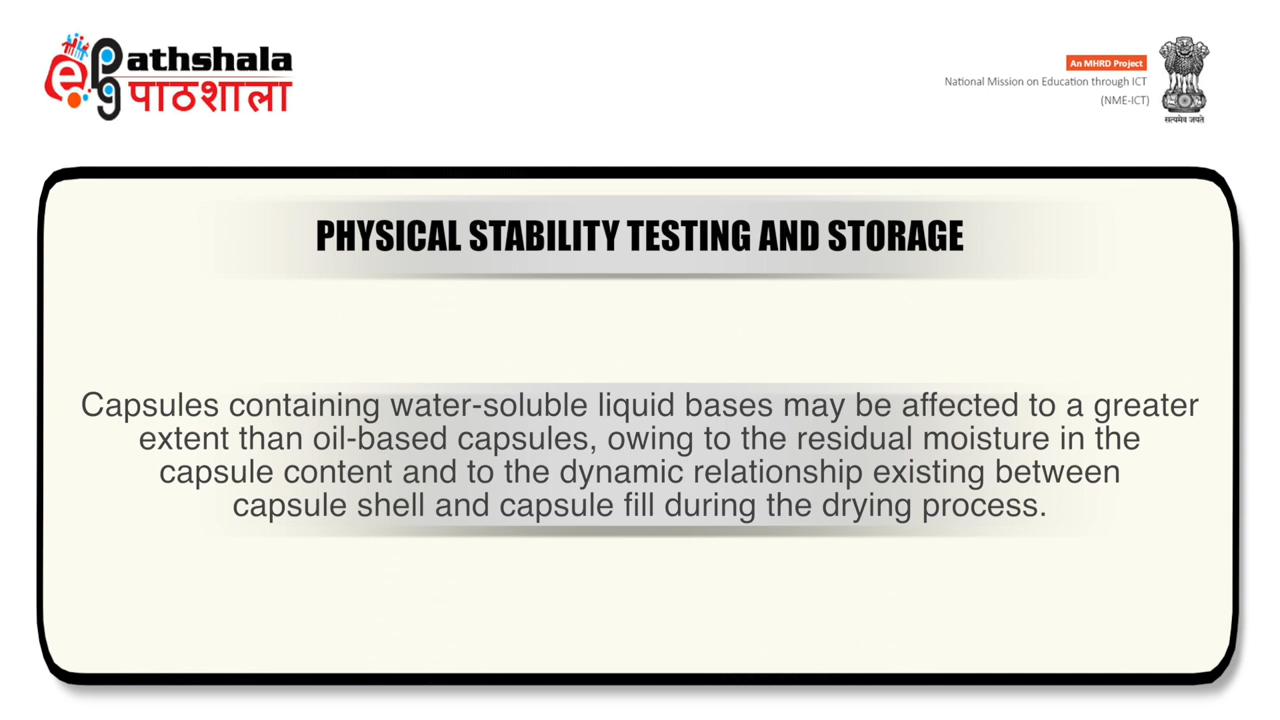 e Pg athshala
पाठशाला
An MHRD Project
National Mission on Education through ICT
(NME-ICT)
सत्यमेव जयते
PHYSICAL STABILITY TESTING AND STORAGE
Capsules containing water-soluble liquid bases may be affected to a greater
extent than oil-based capsules, owing to the residual moisture in the
capsule content and to the dynamic relationship existing between
capsule shell and capsule fill during the drying process.